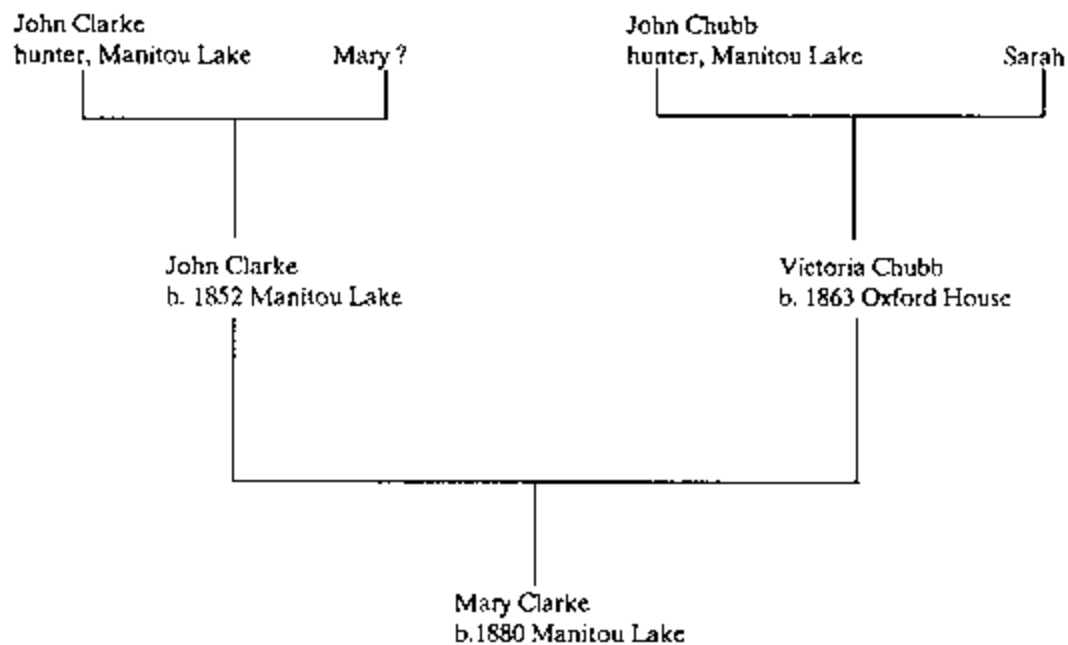 John Clarke
hunter, Manitou Lake
Mary ?
John Chubb
hunter, Manitou Lake
Sarah
John Clarke
b. 1852 Manitou Lake
Victoria Chubb
b. 1863 Oxford House
Mary Clarke
b.1880 Manitou Lake